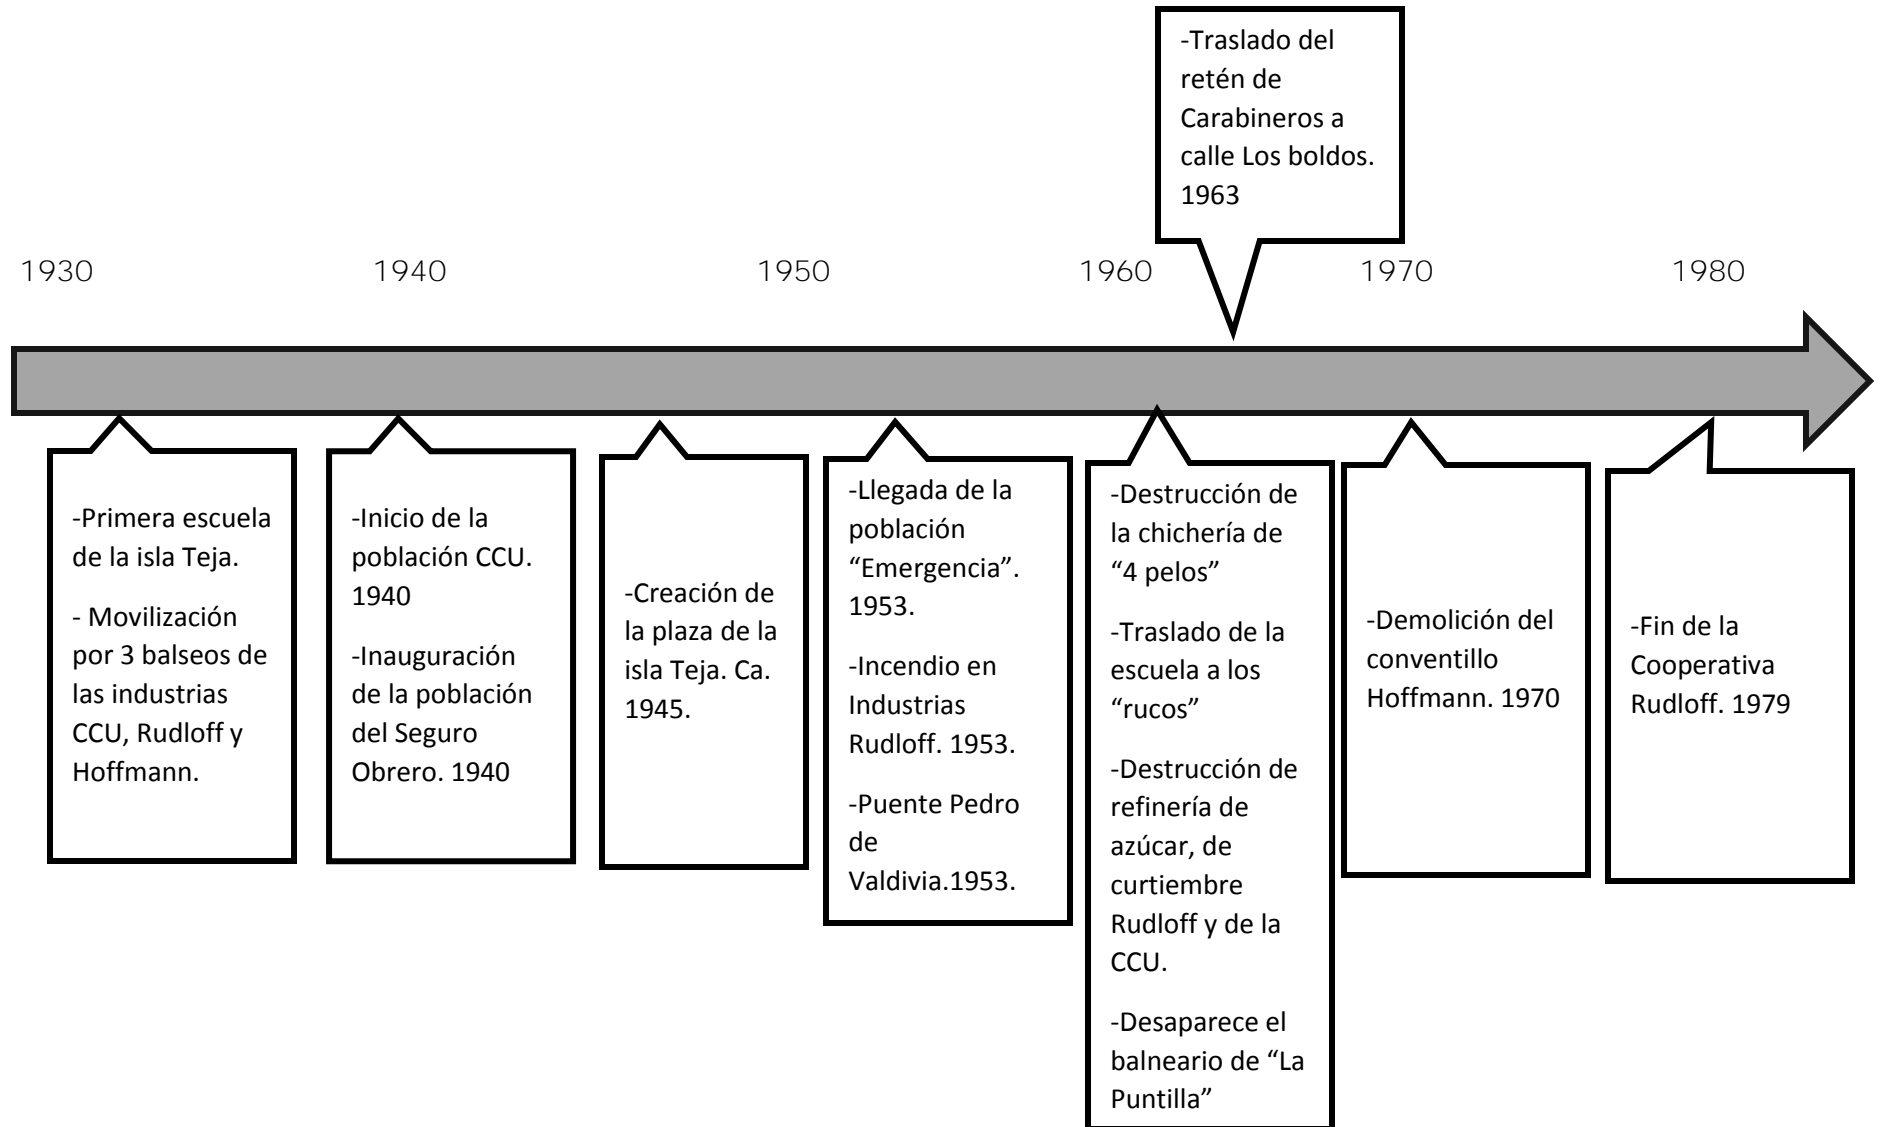 -Traslado del
retén de
Carabineros a
calle Los boldos.
1963
1930
1940
1950
1960
1970
1980
-Primera escuela
de la isla Teja.
- Movilización
por 3 balseos de
las industrias
CCU, Rudloff y
Hoffmann.
-Inicio de la
población CCU.
1940
-Inauguración
de la población
del Seguro
Obrero. 1940
-Creación de
la plaza de la
isla Teja. Ca.
1945.
-Llegada de la
población
“Emergencia”.
1953.
-Incendio en
Industrias
Rudloff. 1953.
-Puente Pedro
de
Valdivia.1953.
-Destrucción de
la chichería de
“4 pelos”
-Traslado de la
escuela a los
“rucos”
-Destrucción de
refinería de
azúcar, de
curtiembre
Rudloff y de la
CCU.
-Desaparece el
balneario de “La
Puntilla”
-Demolición del
conventillo
Hoffmann. 1970
-Fin de la
Cooperativa
Rudloff. 1979